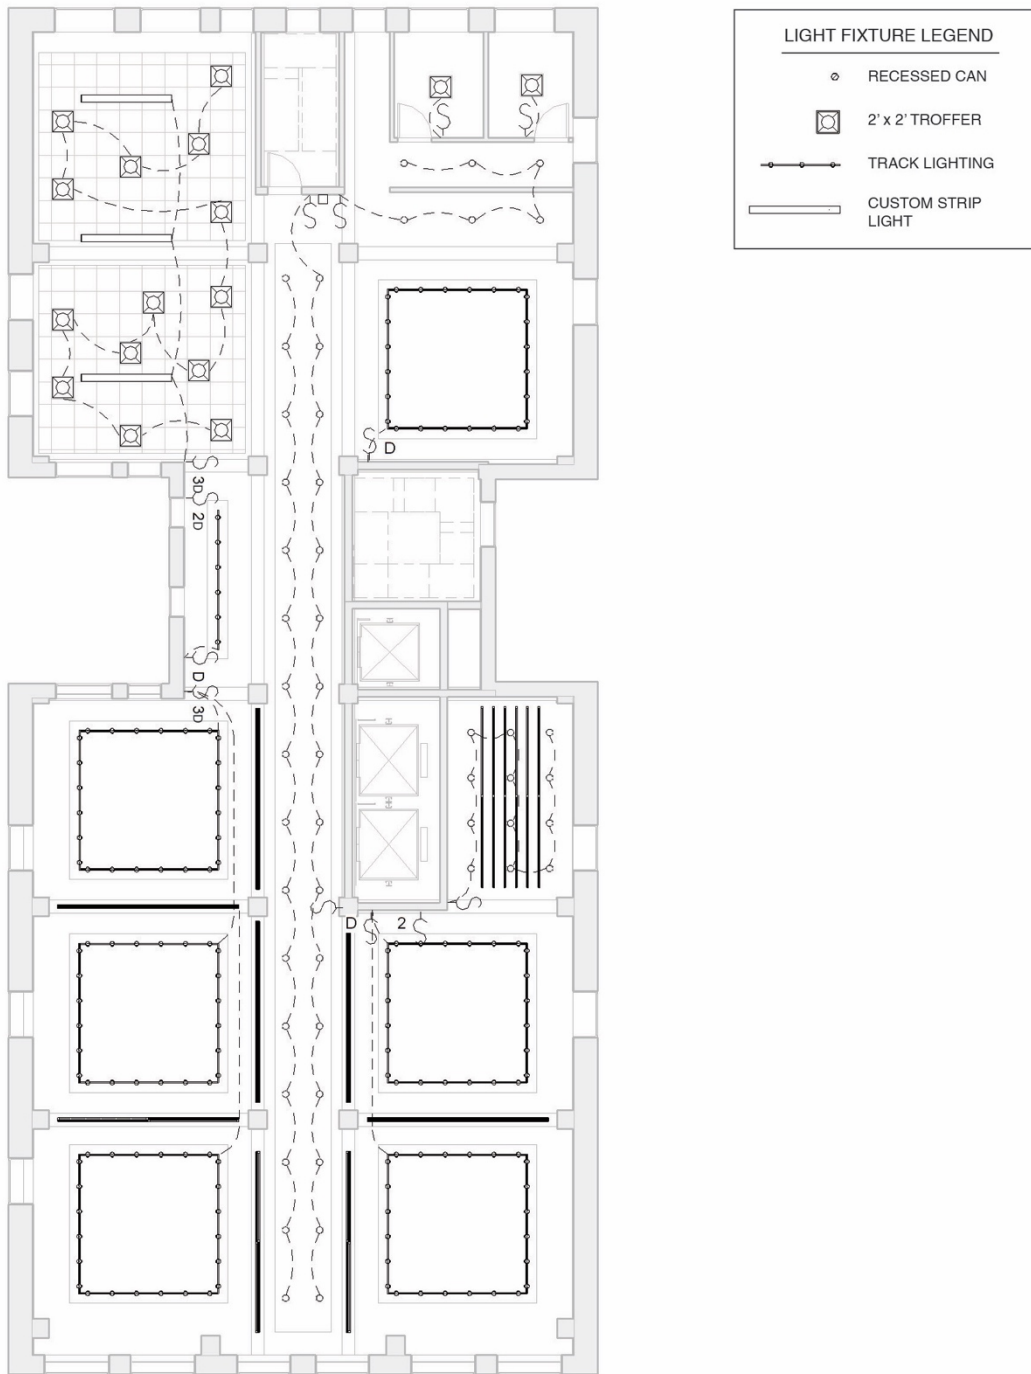 LIGHT FIXTURE LEGEND
RECESSED CAN
2' x 2' TROFFER
TRACK LIGHTING
CUSTOM STRIP
LIGHT
D
3D
2D
D
3D
D
2